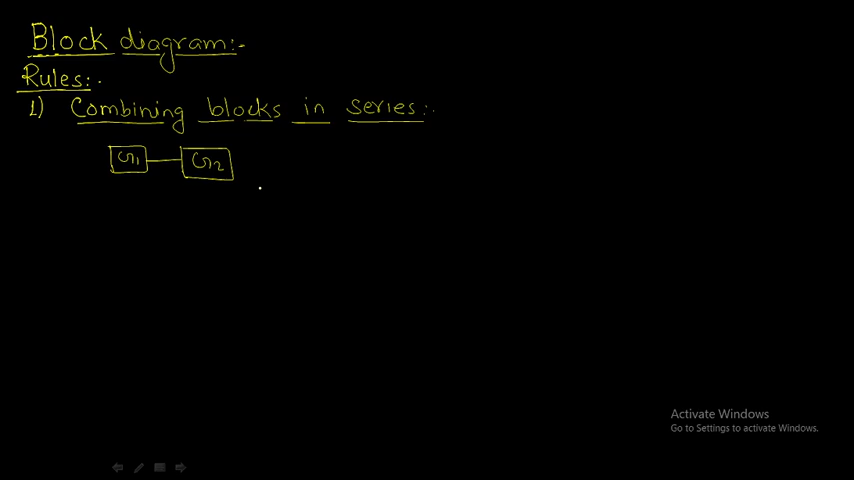 Block diagram:-
Rules:-
1) Combining blocks in series:-
G1 G2
Activate Windows
Go to Settings to activate Windows.